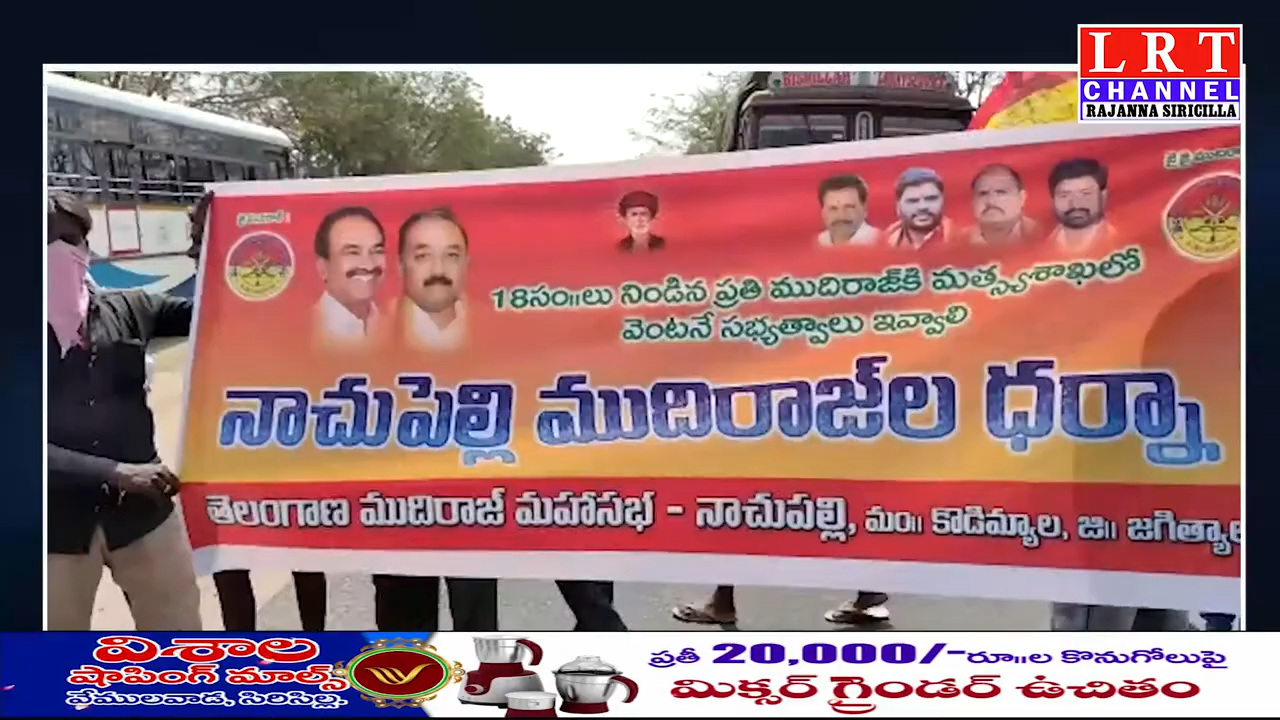 LRT
CHANNEL
RAJANNA SIRICILLA
18సం॥లు నిండిన ప్రతి ముదిరాజ్‌కి మత్స్యశాఖలో
వెంటనే సభ్యత్వాలు ఇవ్వాలి
నాచుపెల్లి ముదిరాజ్‌ల ధర్నా
తెలంగాణ ముదిరాజ్ మహాసభ - నాచుపల్లి, మం॥ కొడిమ్యాల, జి॥ జగిత్యాల
విశాల
షాపింగ్ మాల్స్
వేములవాడ, సిరిసిల్ల.
ప్రతీ 20,000/-రూ॥ల కొనుగోలుపై
మిక్సర్ గ్రైండర్ ఉచితం